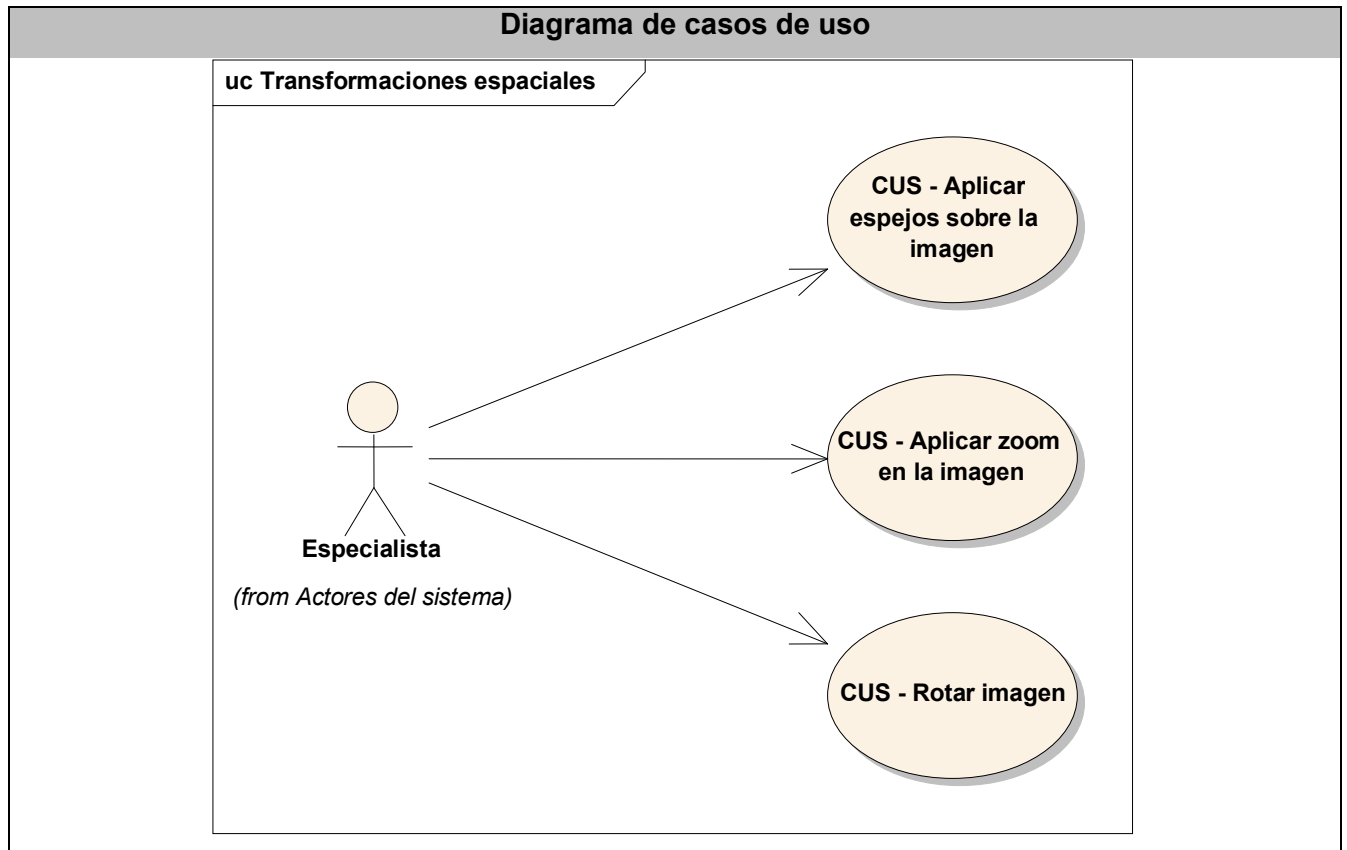 Diagrama de casos de uso
uc Transformaciones espaciales
CUS - Aplicar
espejos sobre la
imagen
CUS - Aplicar zoom
en la imagen
Especialista
(from Actores del sistema)
CUS - Rotar imagen